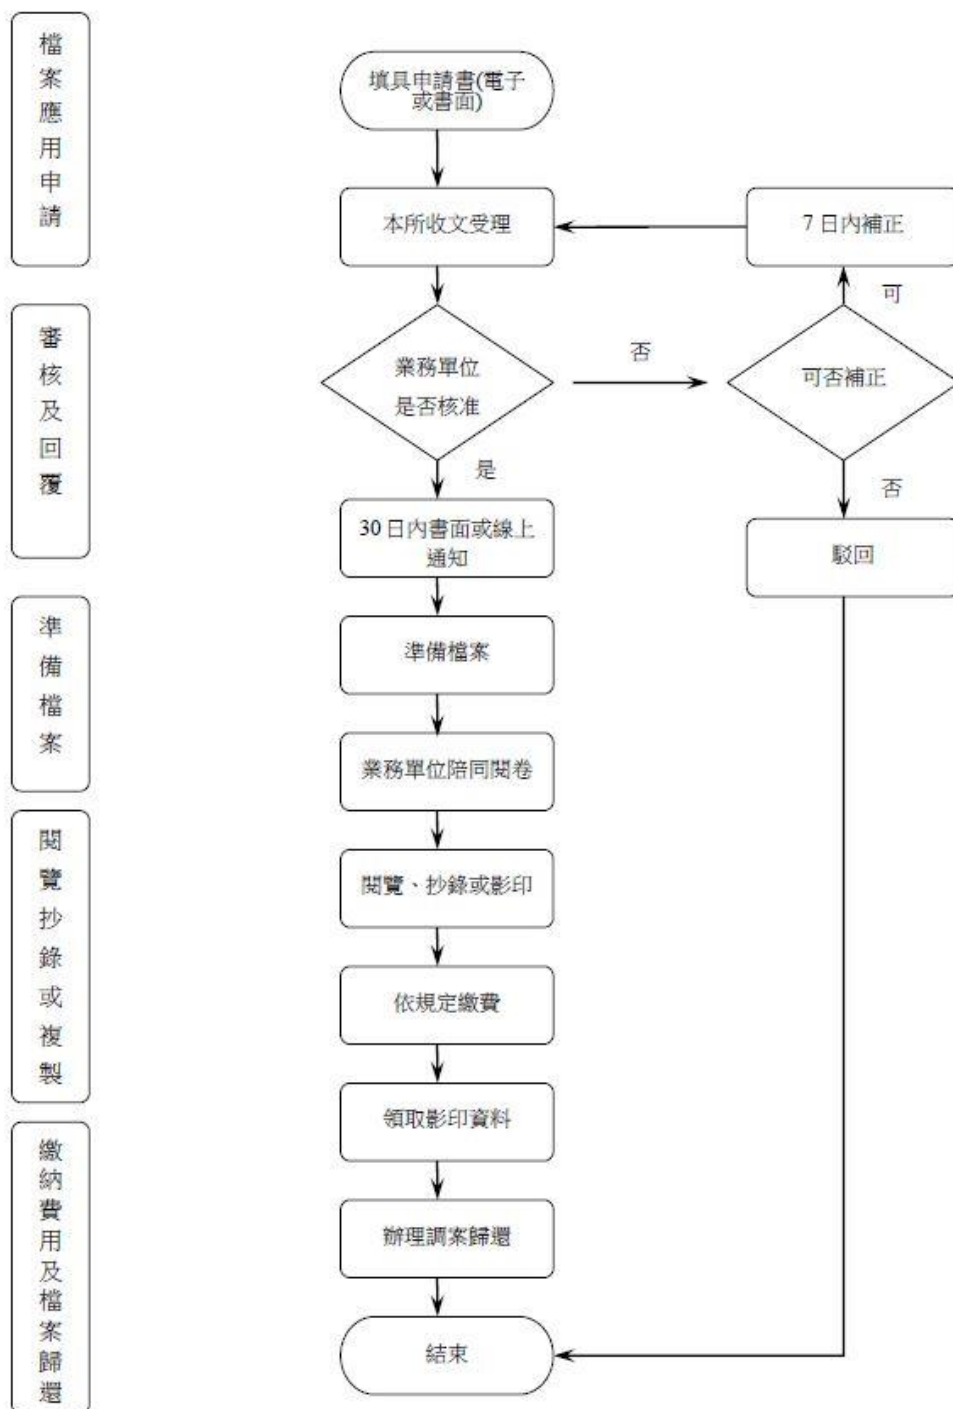 檔案應用申請
填具申請書(電子
或書面)
本所收文受理
7 日內補正
可
審核及回覆
業務單位
是否核准
否
可否補正
是
否
30 日內書面或線上
通知
駁回
準備檔案
準備檔案
業務單位陪同閱卷
閱覽抄錄或複製
閱覽、抄錄或影印
依規定繳費
領取影印資料
繳納費用及檔案歸還
辦理調案歸還
結束